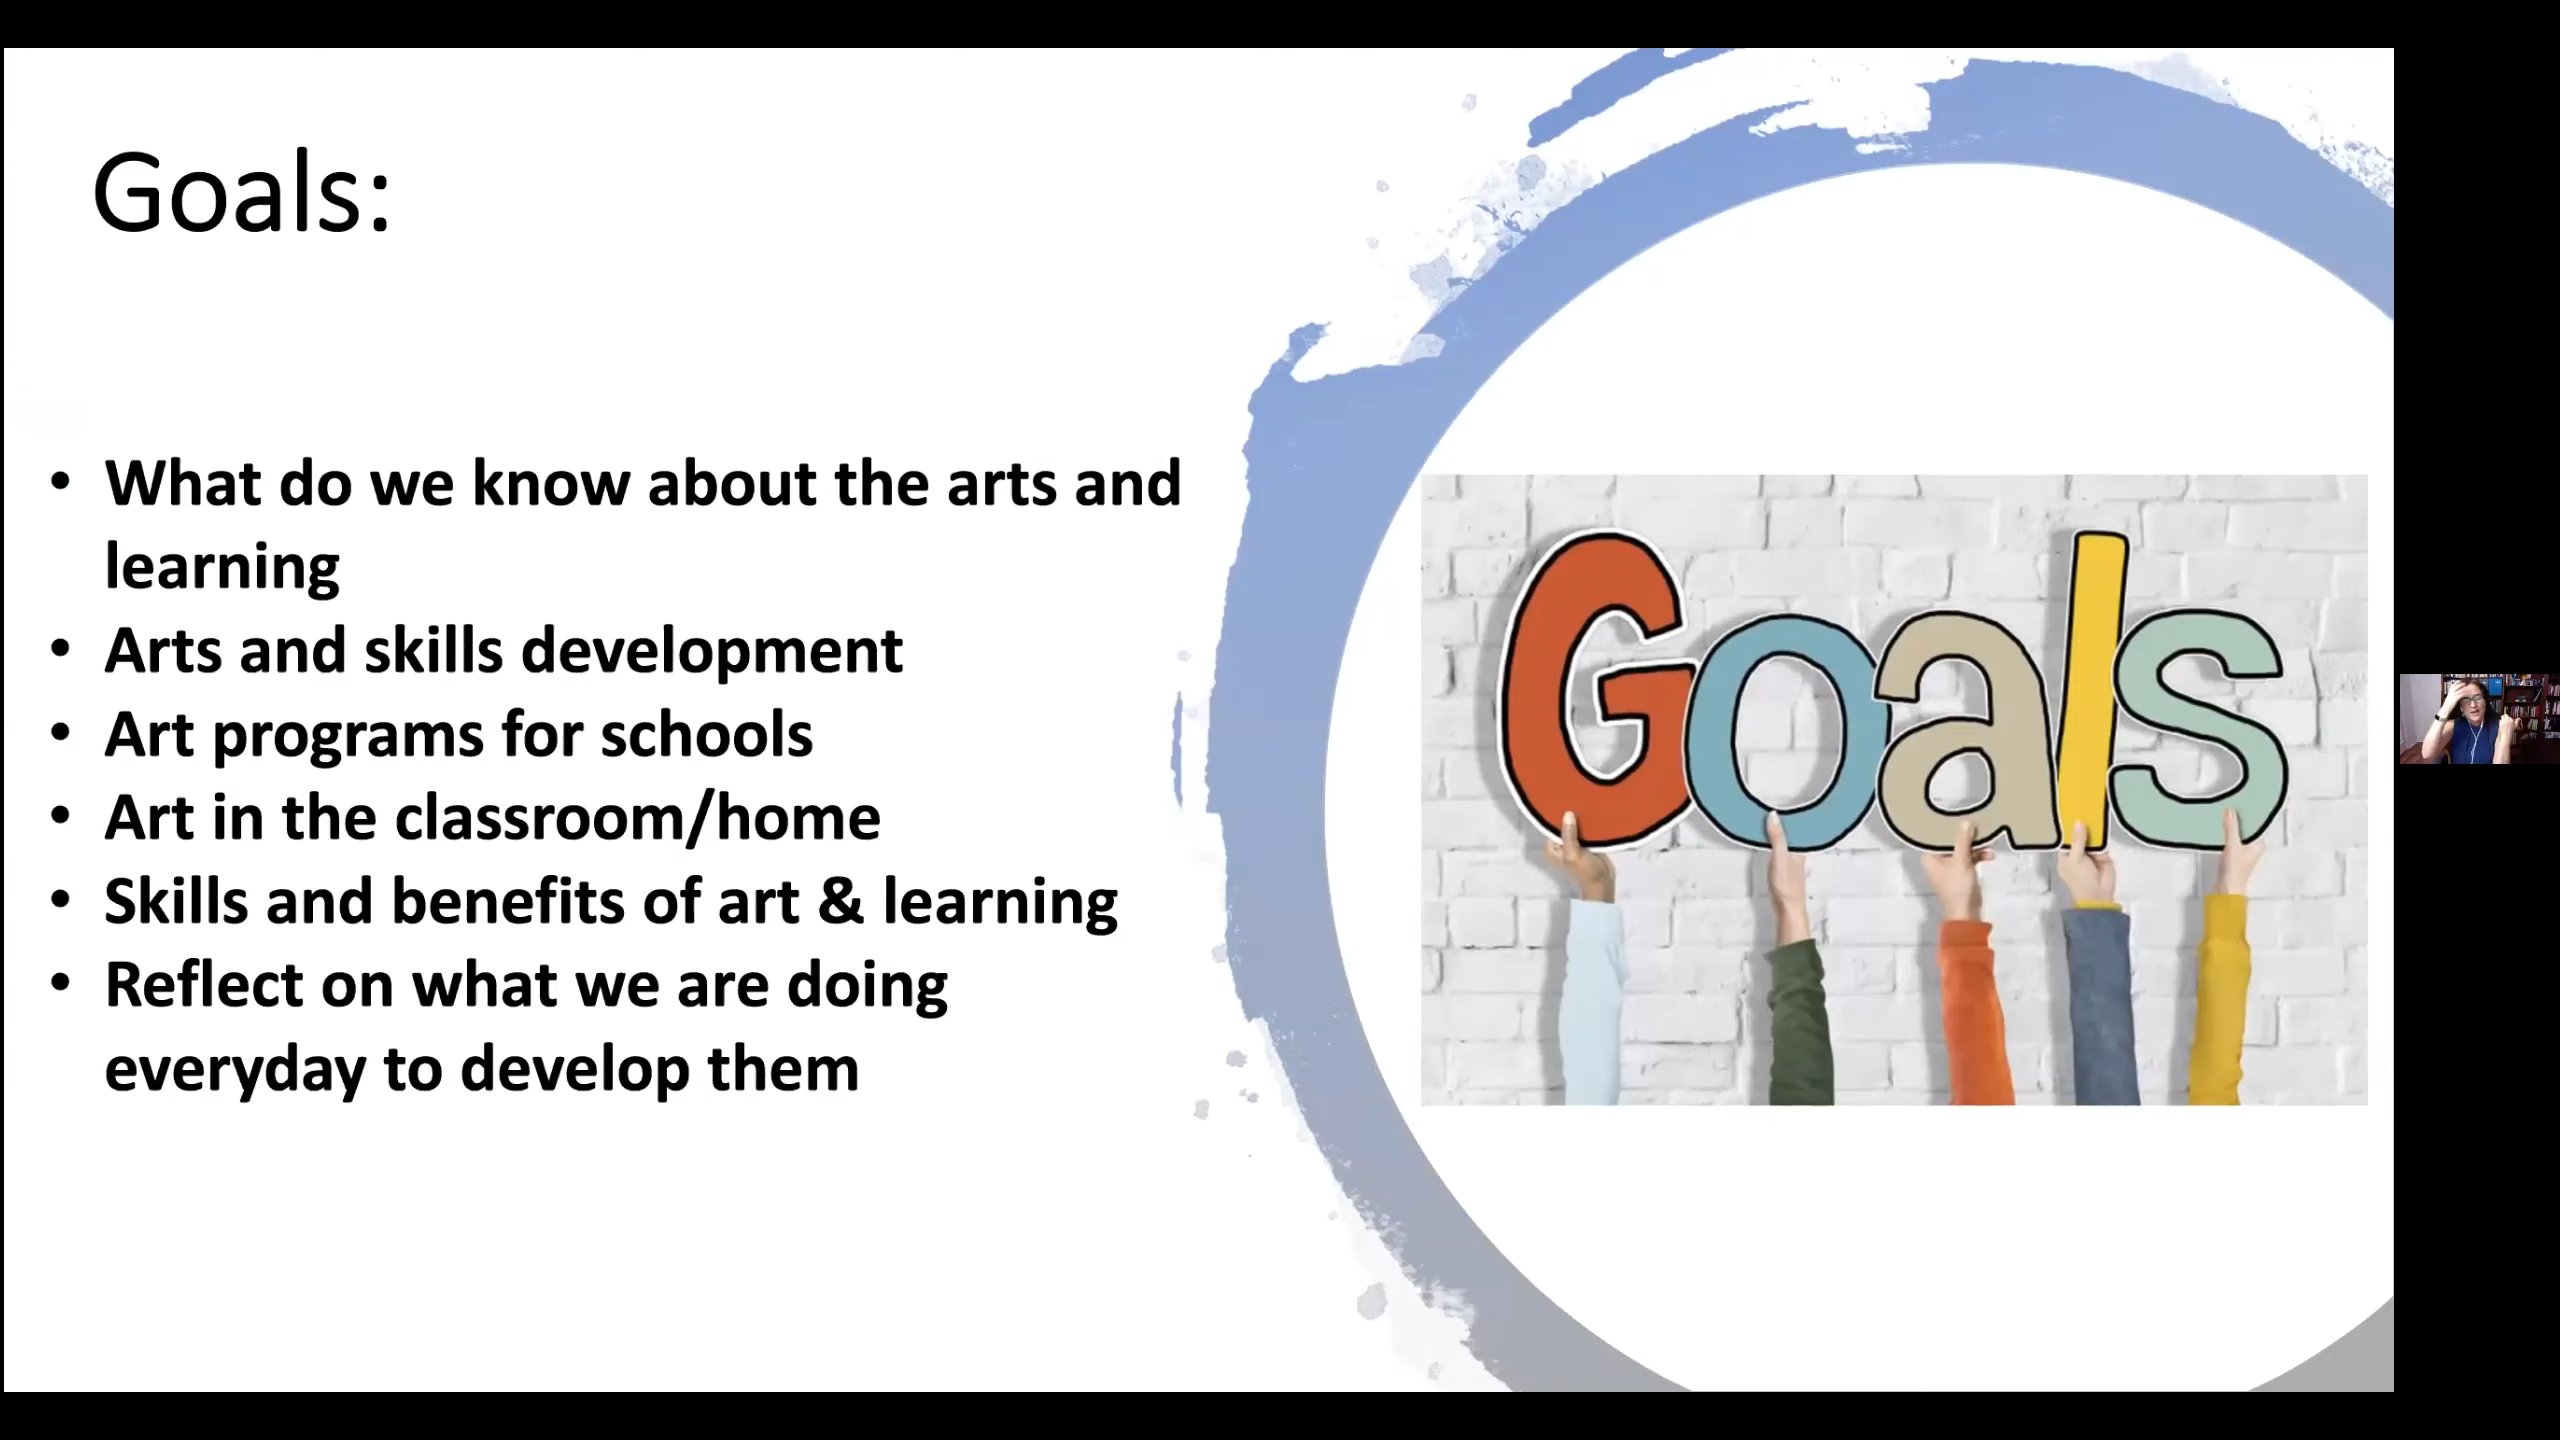 Goals:
• What do we know about the arts and
learning
• Arts and skills development
• Art programs for schools
• Art in the classroom/home
• Skills and benefits of art & learning
• Reflect on what we are doing
everyday to develop them
Goals